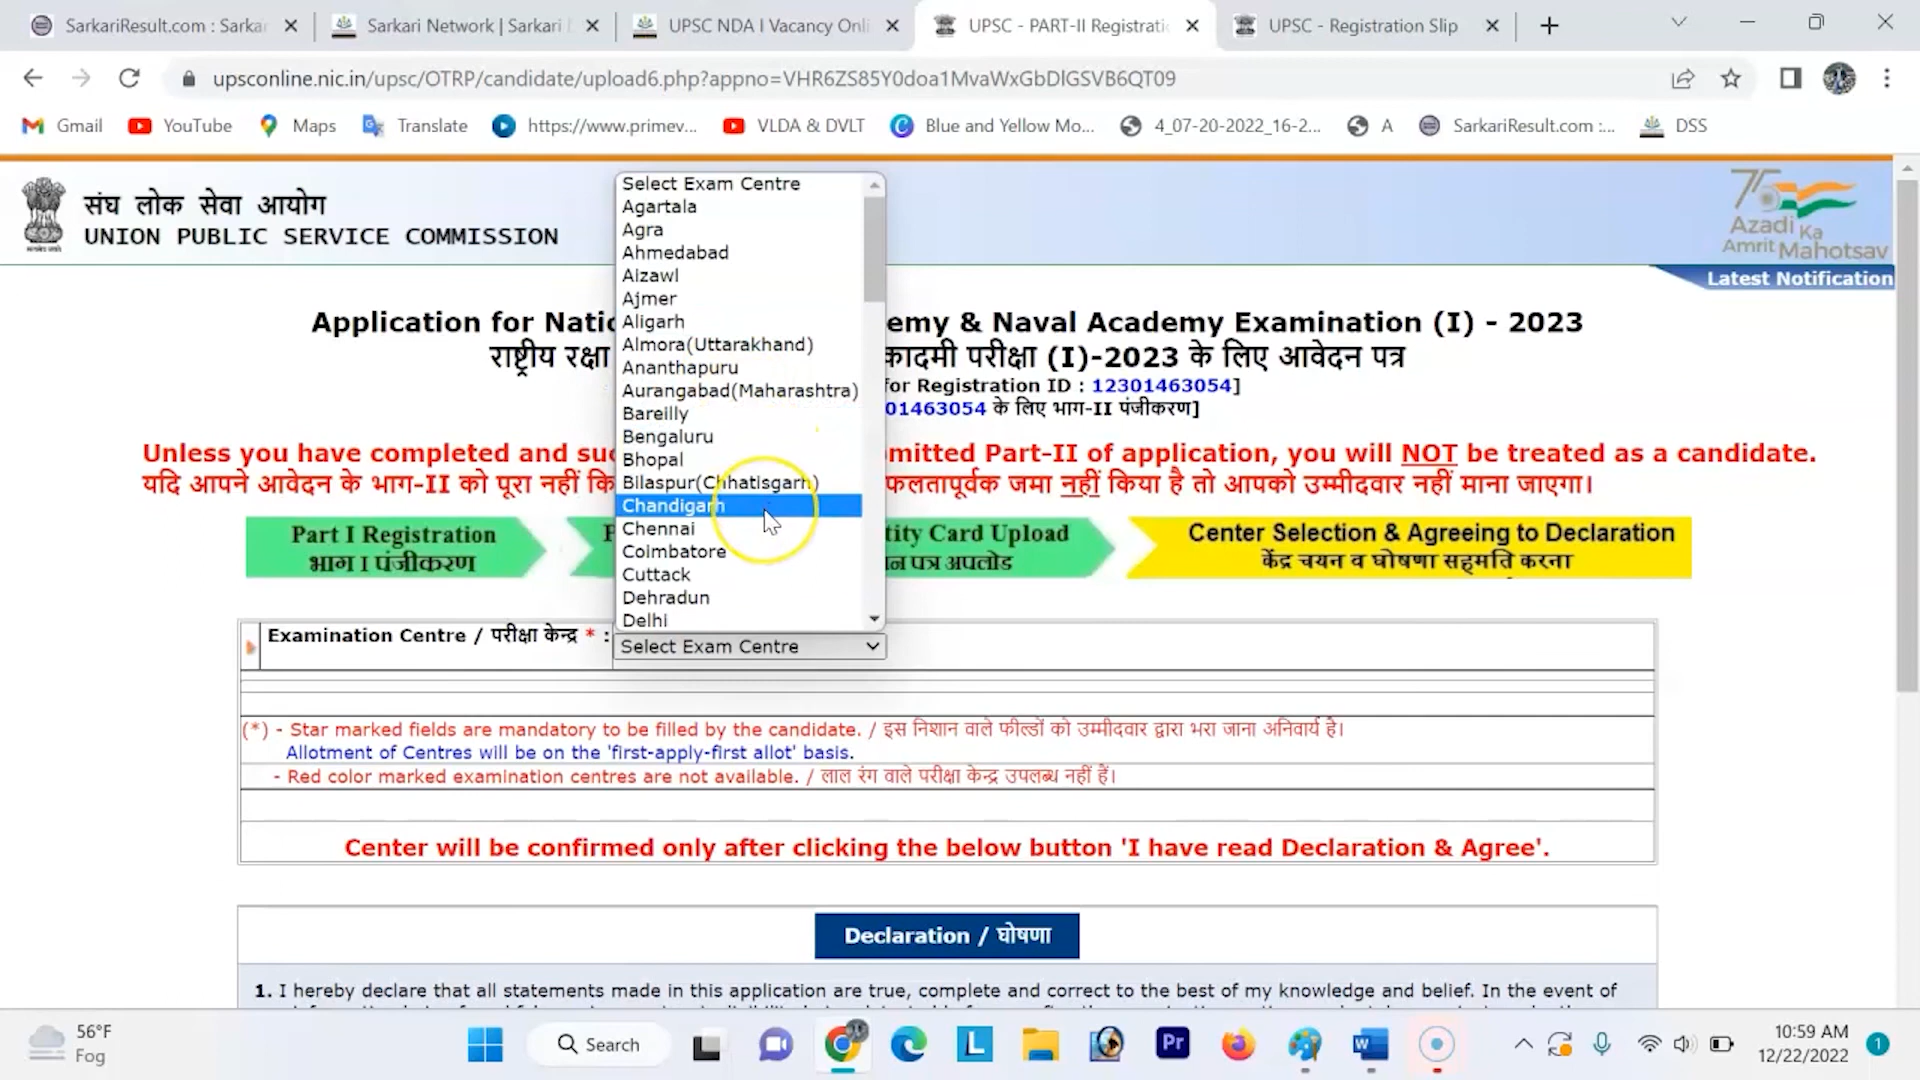 SarkariResult.com : Sarkar
Sarkari Network | Sarkari
UPSC NDA I Vacancy Onli
UPSC - PART-II Registratio
UPSC - Registration Slip
upsconline.nic.in/upsc/OTRP/candidate/upload6.php?appno=VHR6ZS85Y0doa1MvaWxGbDlGSVB6QT09
Gmail
YouTube
Maps
Translate
https://www.primev...
VLDA & DVLT
Blue and Yellow Mo...
4_07-20-2022_16-2...
A
SarkariResult.com :...
DSS
संघ लोक सेवा आयोग
UNION PUBLIC SERVICE COMMISSION
75
Azadi Ka
Amrit Mahotsav
Latest Notification
Select Exam Centre
Agartala
Agra
Ahmedabad
Aizawl
Ajmer
Aligarh
Almora(Uttarakhand)
Ananthapuru
Aurangabad(Maharashtra)
Bareilly
Bengaluru
Bhopal
Bilaspur(Chhatisgarh)
Chandigarh
Chennai
Coimbatore
Cuttack
Dehradun
Delhi
Application for Natio emy & Naval Academy Examination (I) - 2023
राष्ट्रीय रक्षा कादमी परीक्षा (I)-2023 के लिए आवेदन पत्र
for Registration ID : 12301463054]
01463054 के लिए भाग-II पंजीकरण]
Unless you have completed and suc mitted Part-II of application, you will NOT be treated as a candidate.
यदि आपने आवेदन के भाग-II को पूरा नहीं कि फलतापूर्वक जमा नहीं किया है तो आपको उम्मीदवार नहीं माना जाएगा।
Part I Registration
भाग I पंजीकरण
tity Card Upload
न पत्र अपलोड
Center Selection & Agreeing to Declaration
केंद्र चयन व घोषणा सहमति करना
Examination Centre / परीक्षा केन्द्र * :
Select Exam Centre
(*) - Star marked fields are mandatory to be filled by the candidate. / इस निशान वाले फील्डों को उम्मीदवार द्वारा भरा जाना अनिवार्य है।
Allotment of Centres will be on the 'first-apply-first allot' basis.
- Red color marked examination centres are not available. / लाल रंग वाले परीक्षा केन्द्र उपलब्ध नहीं हैं।
Center will be confirmed only after clicking the below button 'I have read Declaration & Agree'.
Declaration / घोषणा
1. I hereby declare that all statements made in this application are true, complete and correct to the best of my knowledge and belief. In the event of
56°F
Fog
Search
Pr
10:59 AM
12/22/2022
1